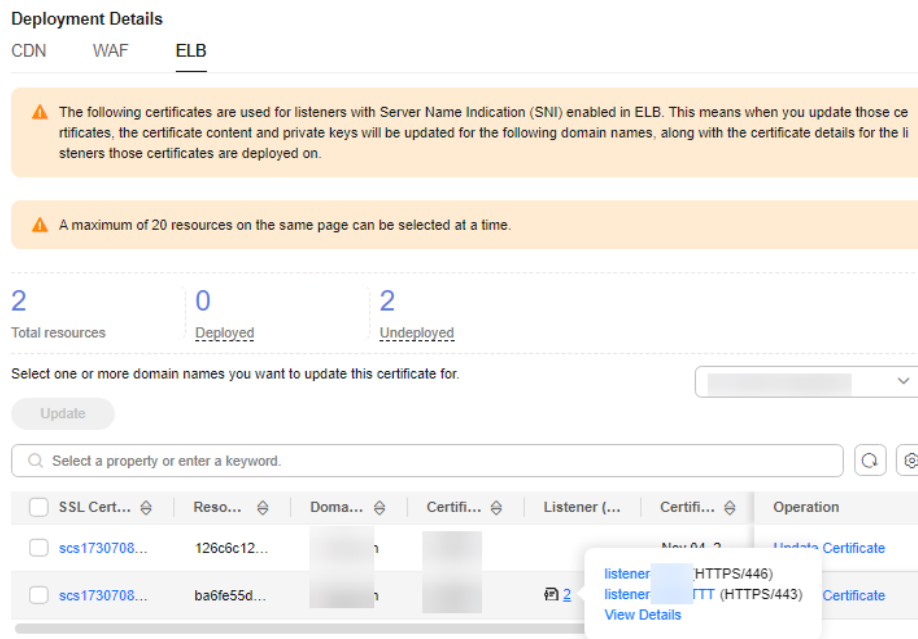 Deployment Details
CDN WAF ELB
The following certificates are used for listeners with Server Name Indication (SNI) enabled in ELB. This means when you update those ce
rtificates, the certificate content and private keys will be updated for the following domain names, along with the certificate details for the li
steners those certificates are deployed on.
A maximum of 20 resources on the same page can be selected at a time.
2 0 2
Total resources Deployed Undeployed
Select one or more domain names you want to update this certificate for.
Update
Select a property or enter a keyword.
SSL Cert... Reso... Doma... Certifi... Listener (... Certifi... Operation
scs1730708... 126c6c12... Update Certificate
listener (HTTPS/446)
scs1730708... ba6fe55d... 2 listener TTT (HTTPS/443) Certificate
View Details